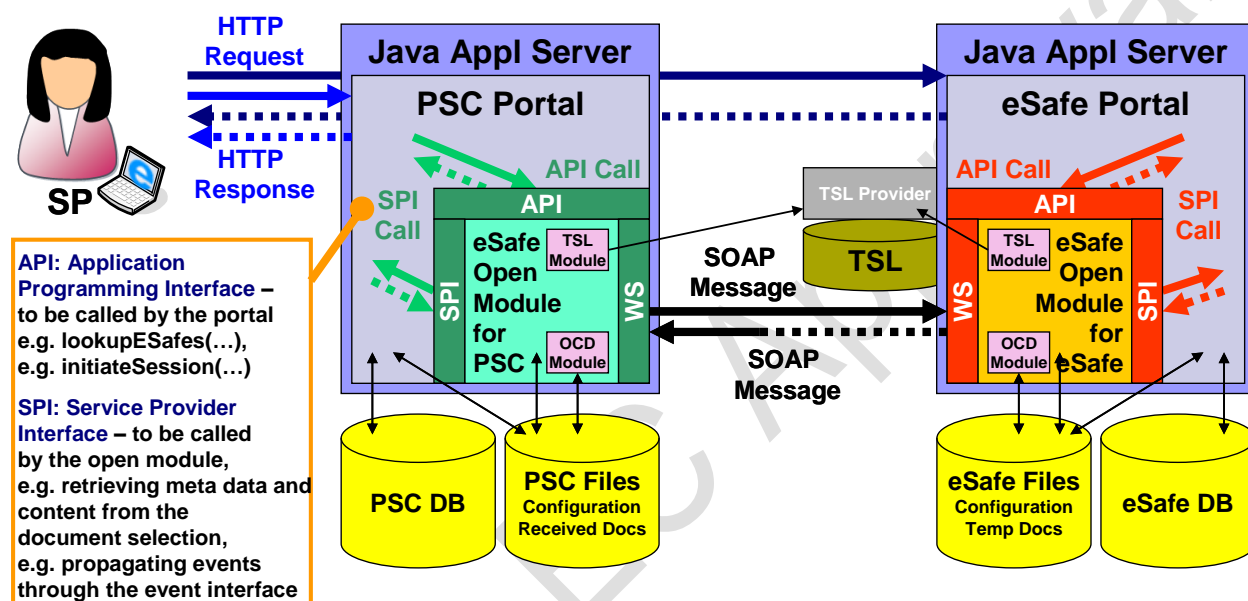 HTTP
Request
Java Appl Server
Java Appl Server
PSC Portal
eSafe Portal
HTTP
Response
SP
API Call
SPI
Call
API
eSafe
Open
Module
for
PSC
TSL
Module
OCD
Module
SPI
WS
TSL Provider
TSL
SOAP
Message
SOAP
Message
API Call
SPI
Call
API
TSL
Module
OCD
Module
eSafe
Open
Module
for
eSafe
WS
SPI
API: Application
Programming Interface –
to be called by the portal
e.g. lookupESafes(…),
e.g. initiateSession(…)
SPI: Service Provider
Interface – to be called
by the open module,
e.g. retrieving meta data and
content from the
document selection,
e.g. propagating events
through the event interface
PSC DB
PSC Files
Configuration
Received Docs
eSafe Files
Configuration
Temp Docs
eSafe DB